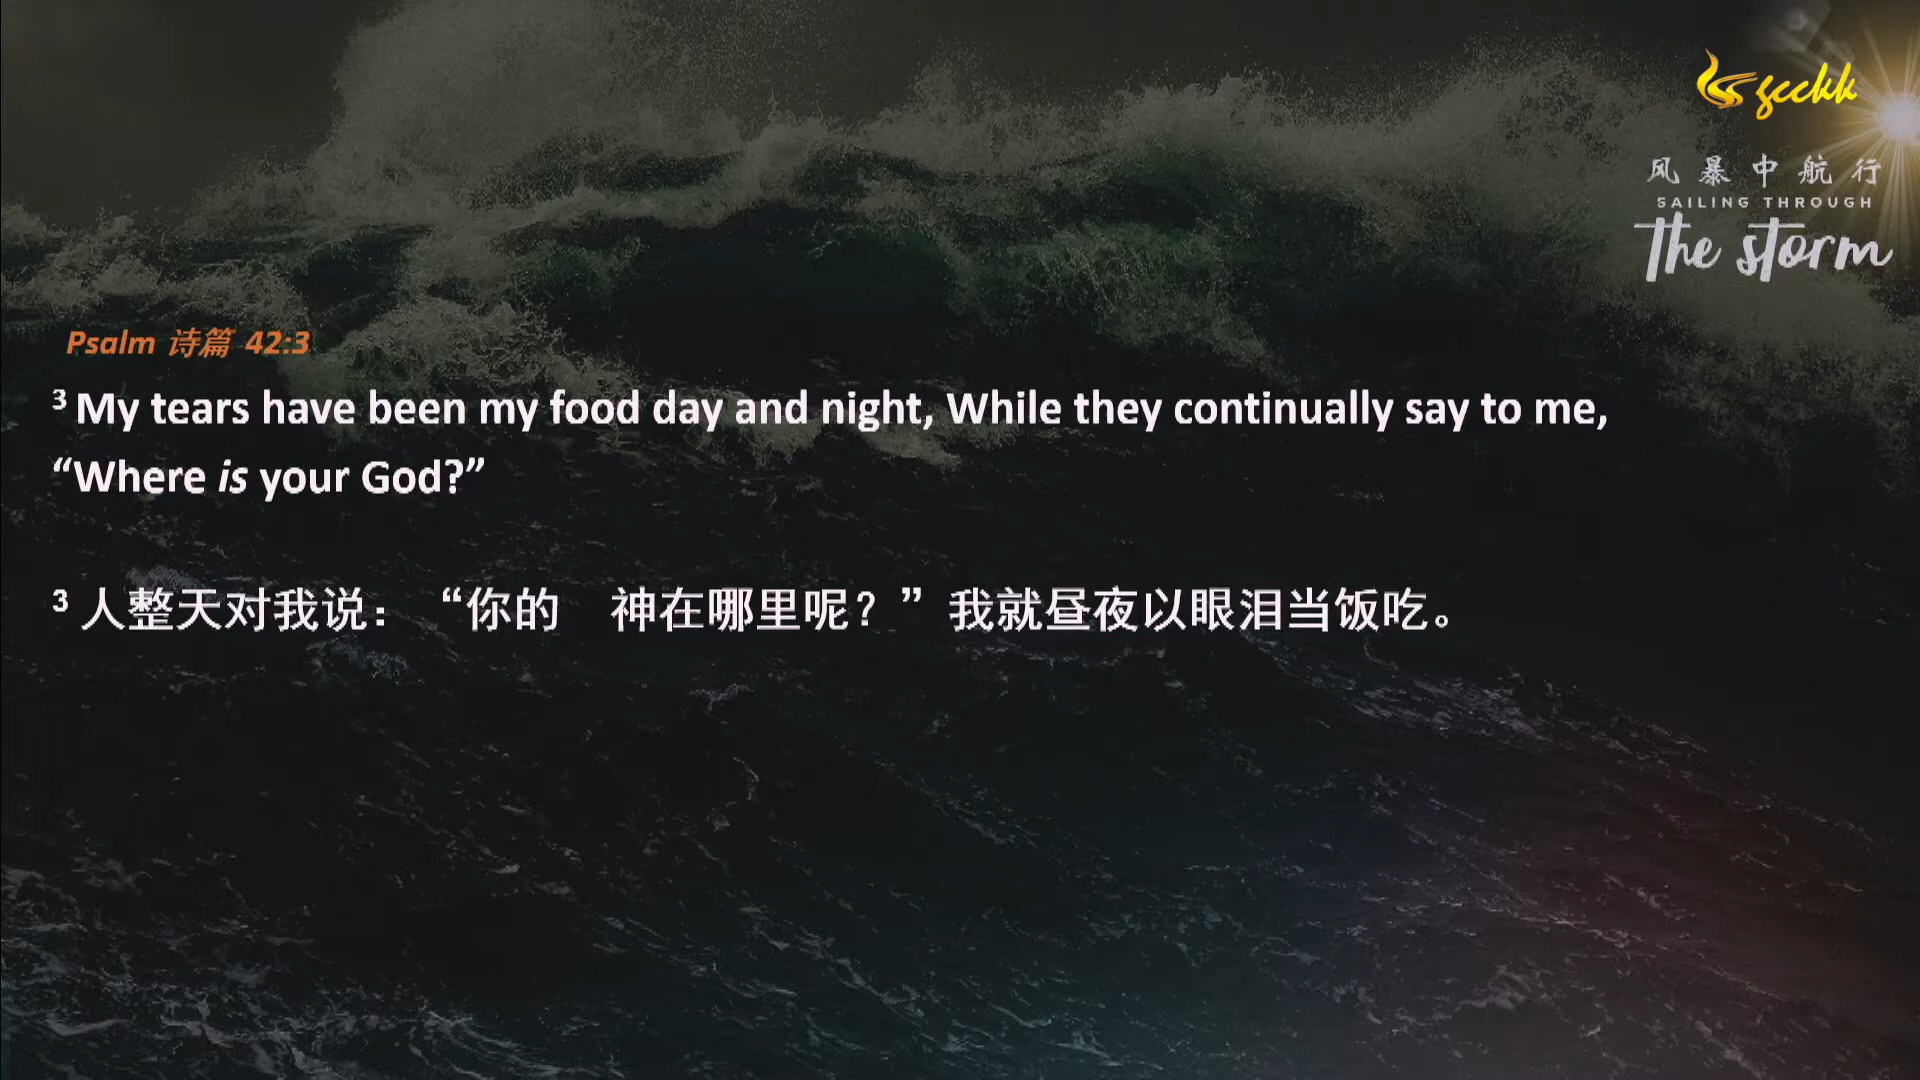 gcckk
风暴中航行
SAILING THROUGH
The storm
Psalm 诗篇 42:3
3 My tears have been my food day and night, While they continually say to me,
“Where is your God?”
3 人整天对我说：“你的　神在哪里呢？”我就昼夜以眼泪当饭吃。